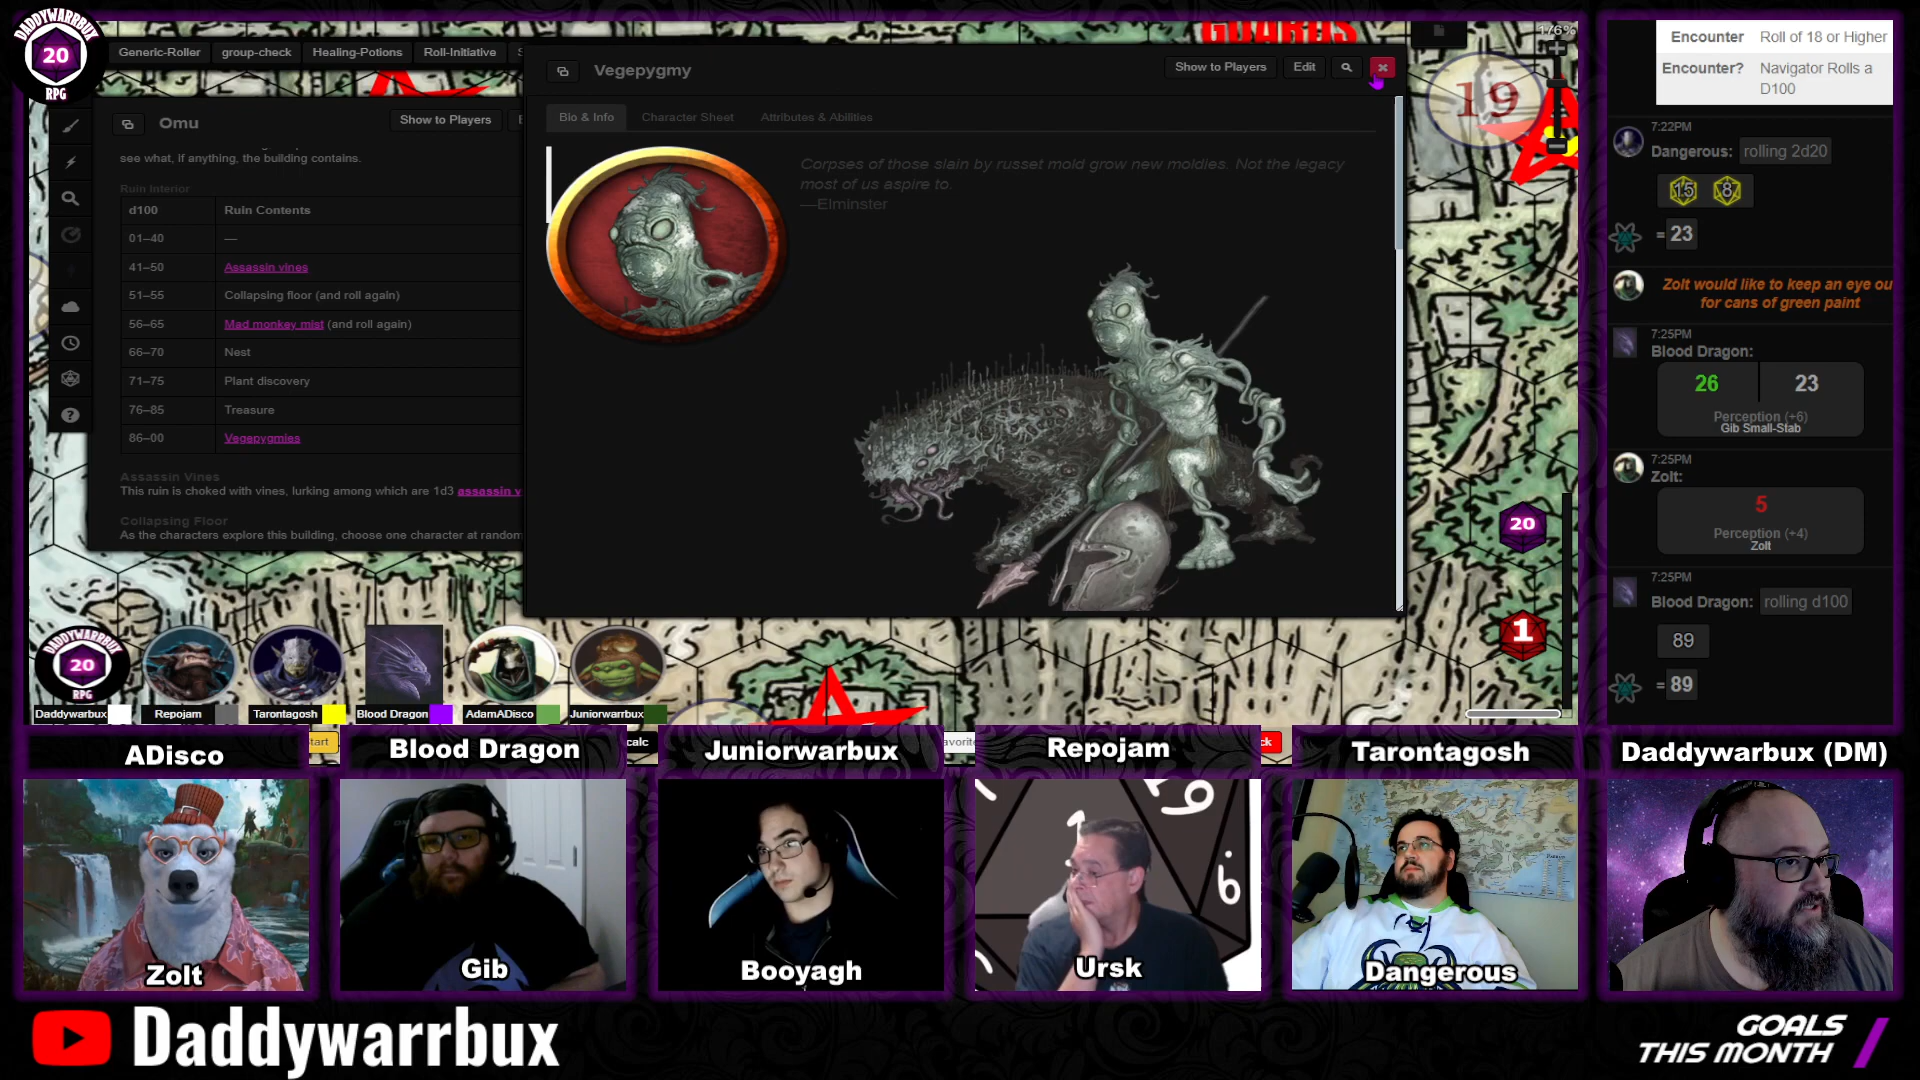 DADDYWARRBUX
20
RPG
Generic-Roller
group-check
Healing-Potions
Roll-Initiative
GUARDS
176%
19
Omu
Show to Players
see what, if anything, the building contains.
Ruin Interior
d100 Ruin Contents
01–40 —
41–50 Assassin vines
51–55 Collapsing floor (and roll again)
56–65 Mad monkey mist (and roll again)
66–70 Nest
71–75 Plant discovery
76–85 Treasure
86–00 Vegepygmies
Assassin Vines
This ruin is choked with vines, lurking among which are 1d3 assassin v
Collapsing Floor
As the characters explore this building, choose one character at random
Vegepygmy
Show to Players
Edit
Bio & Info
Character Sheet
Attributes & Abilities
Corpses of those slain by russet mold grow new moldies. Not the legacy
most of us aspire to.
—Elminster
20
1
Encounter Roll of 18 or Higher
Encounter? Navigator Rolls a
D100
7:22PM
Dangerous: rolling 2d20
15 8
=23
Zolt would like to keep an eye ou
for cans of green paint
7:25PM
Blood Dragon:
26 23
Perception (+6)
Gib Small-Stab
7:25PM
Zolt:
5
Perception (+4)
Zolt
7:25PM
Blood Dragon: rolling d100
89
=89
DADDYWARRBUX
20
RPG
Daddywarrbux
Repojam
Tarontagosh
Blood Dragon
AdamADisco
Juniorwarrbux
calc
ADisco
Blood Dragon
Juniorwarbux
Repojam
Tarontagosh
Daddywarbux (DM)
Zolt
Gib
Booyagh
Ursk
Dangerous
Daddywarrbux
GOALS
THIS MONTH